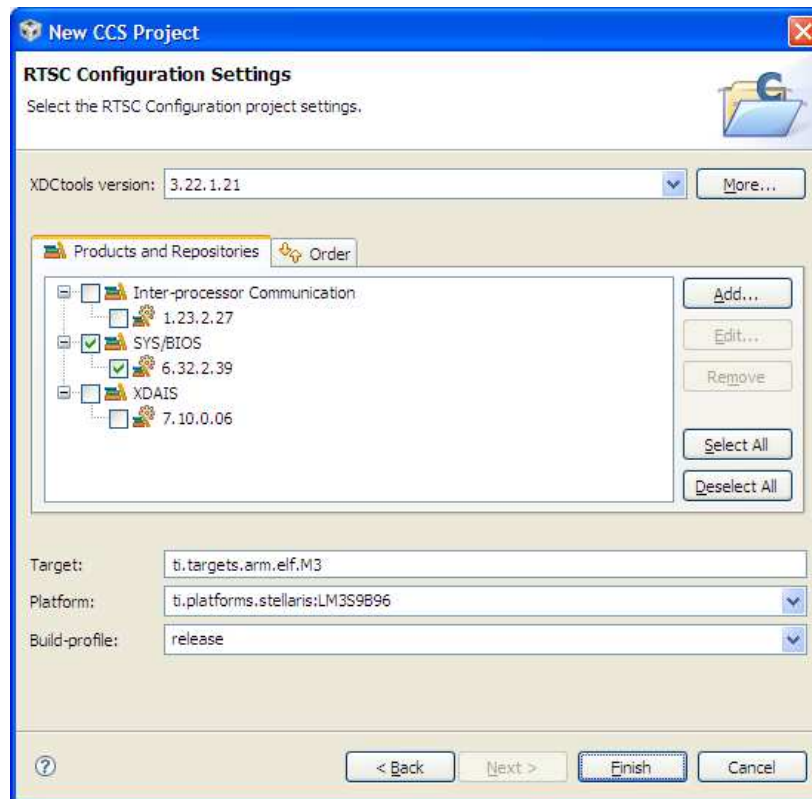 New CCS Project
RTSC Configuration Settings
Select the RTSC Configuration project settings.
XDCtools version: 3.22.1.21 More...
Products and Repositories Order
Inter-processor Communication
1.23.2.27
SYS/BIOS
6.32.2.39
XDAIS
7.10.0.06
Add...
Edit...
Remove
Select All
Deselect All
Target: ti.targets.arm.elf.M3
Platform: ti.platforms.stellaris:LM3S9B96
Build-profile: release
? < Back Next > Finish Cancel